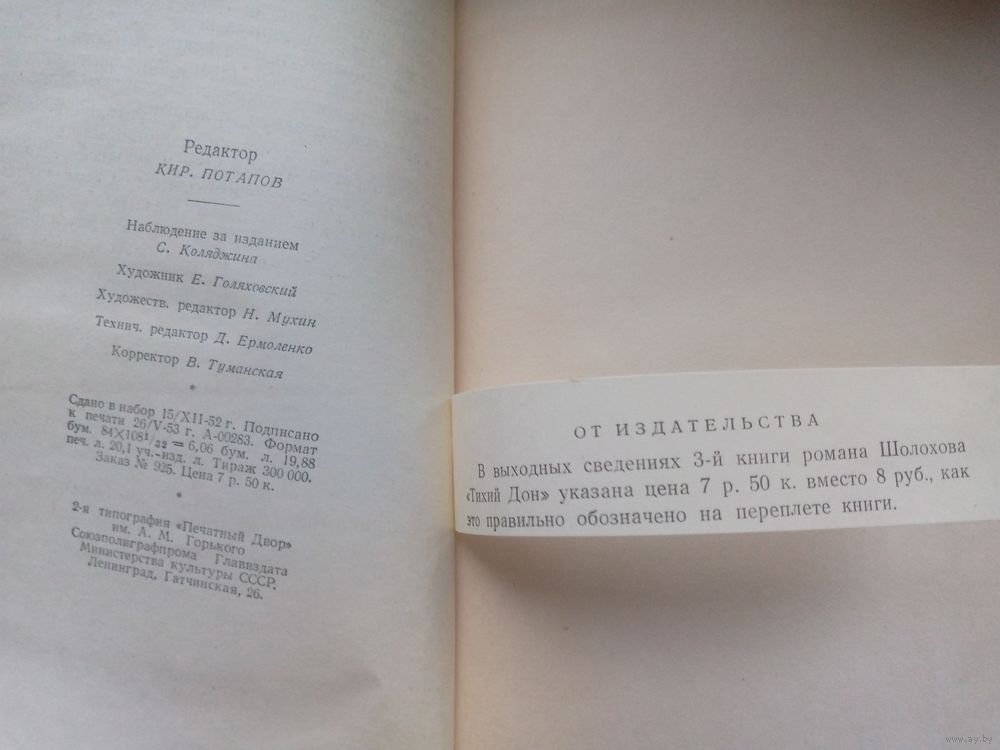 Редактор
КИР. ПОТАПОВ
Наблюдение за изданием
С. Коляджина
Художник Е. Голяховский
Художеств. редактор Н. Мухин
Технич. редактор Д. Ермоленко
Корректор В. Туманская
*
Сдано в набор 15/XII-52 г. Подписано
к печати 26/V-53 г. А-00283. Формат
бум. 84×108¹/₃₂ = 6,06 бум. л. 19,88
печ. л. 20,1 уч.-изд. л. Тираж 300 000.
Заказ № 925. Цена 7 р. 50 к.
*
2-я типография «Печатный Двор»
им. А. М. Горького
Союзполиграфпрома Главиздата
Министерства культуры СССР.
Ленинград, Гатчинская, 26.
ОТ ИЗДАТЕЛЬСТВА
В выходных сведениях 3-й книги романа Шолохова
«Тихий Дон» указана цена 7 р. 50 к. вместо 8 руб., как
это правильно обозначено на переплете книги.
www.ay.by